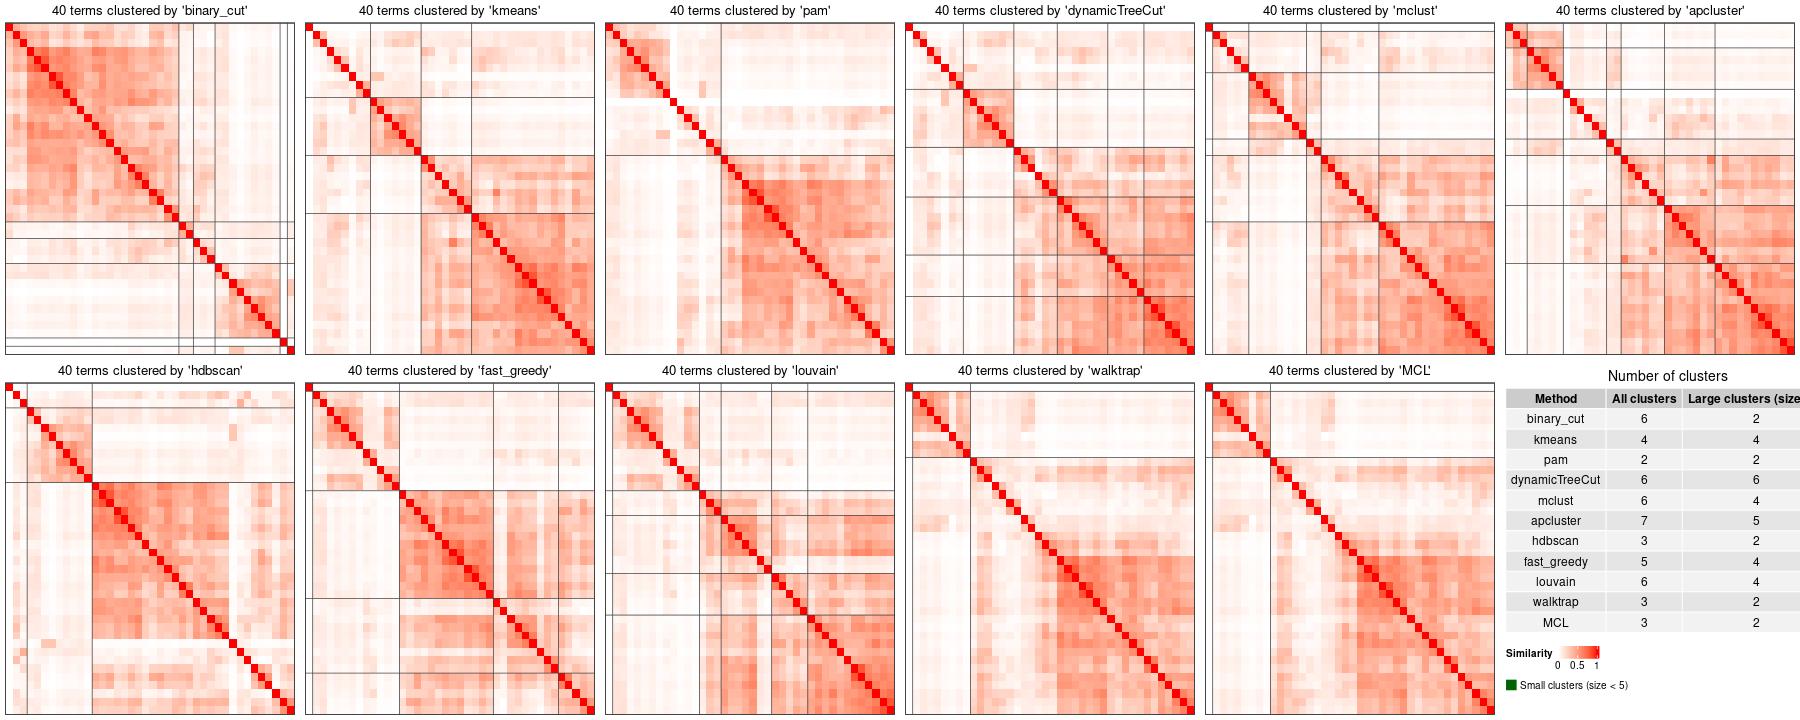 40 terms clustered by 'binary_cut'
40 terms clustered by 'kmeans'
40 terms clustered by 'pam'
40 terms clustered by 'dynamicTreeCut'
40 terms clustered by 'mclust'
40 terms clustered by 'apcluster'
40 terms clustered by 'hdbscan'
40 terms clustered by 'fast_greedy'
40 terms clustered by 'louvain'
40 terms clustered by 'walktrap'
40 terms clustered by 'MCL'
Number of clusters
Method All clusters Large clusters (size
binary_cut 6 2
kmeans 4 4
pam 2 2
dynamicTreeCut 6 6
mclust 6 4
apcluster 7 5
hdbscan 3 2
fast_greedy 5 4
louvain 6 4
walktrap 3 2
MCL 3 2
Similarity
0 0.5 1
Small clusters (size < 5)